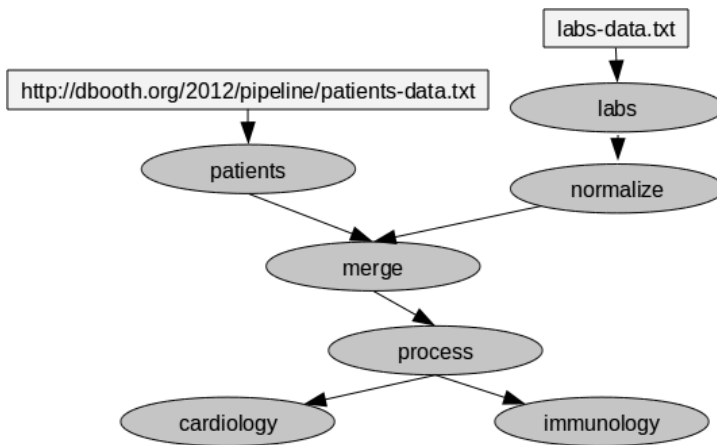 labs-data.txt
http://dbooth.org/2012/pipeline/patients-data.txt
labs
patients
normalize
merge
process
cardiology
immunology